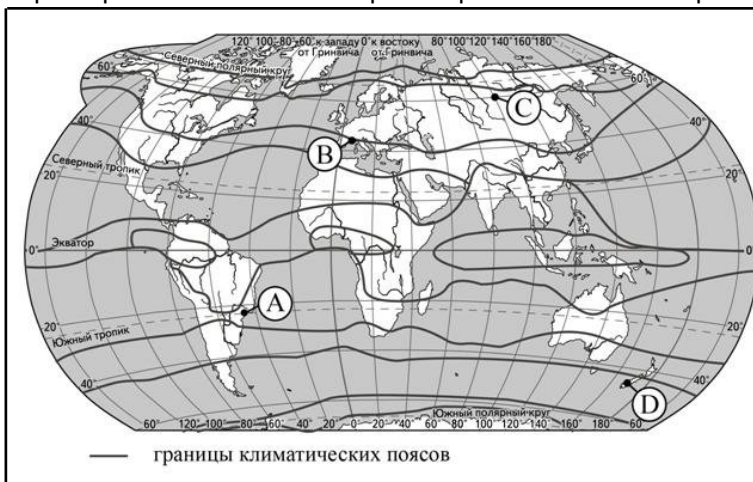 120° 100° 80° 60° к западу 0° к востоку 80° 100° 120° 140° 160° 180°
от Гринвича от Гринвича
Северный полярный круг
60°
60°
C
40°
40°
B
Северный тропик
20°
20°
Экватор
0°
0°
A
20°
20°
Южный тропик
40°
40°
D
Южный полярный круг
60° 120° 100° 80° 60° 40° 20° 0° 20° 40° 60° 80° 100° 120° 140° 160° 180° 60°
границы климатических поясов